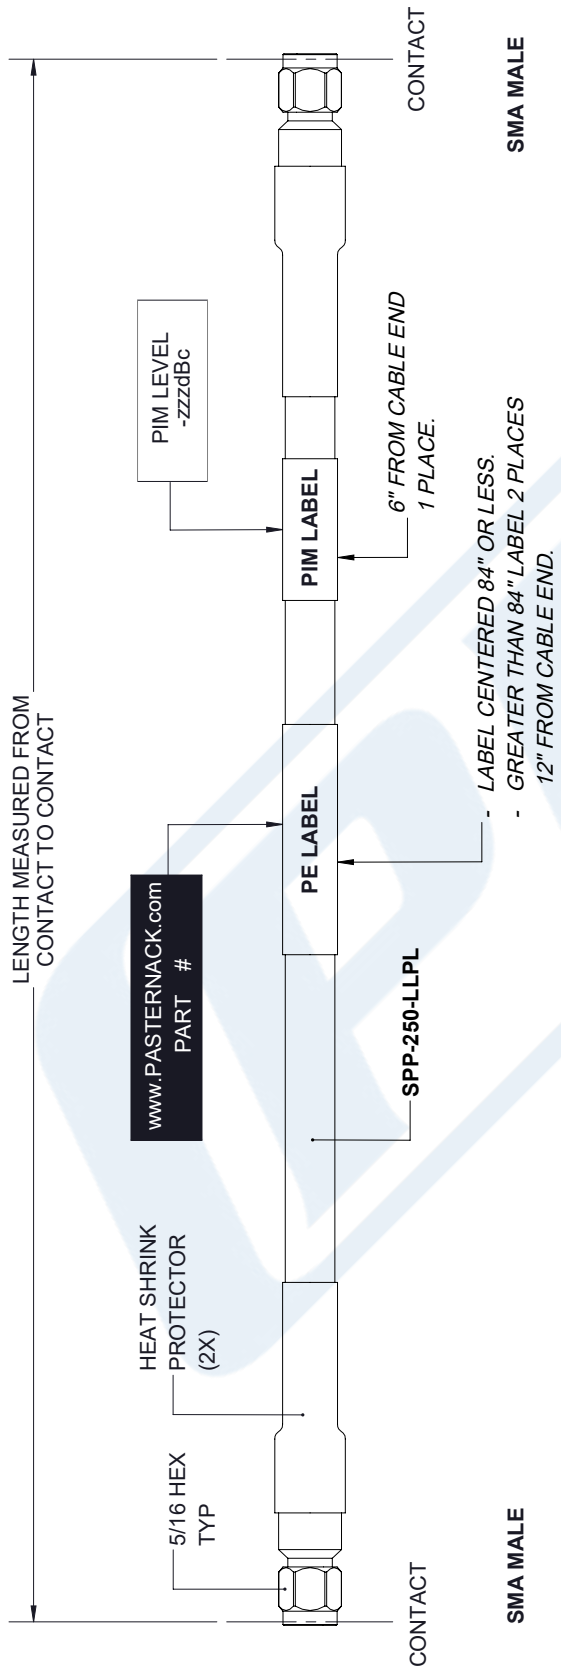 LENGTH MEASURED FROM
CONTACT TO CONTACT
5/16 HEX
TYP
HEAT SHRINK
PROTECTOR
(2X)
www.PASTERNACK.com
PART #
PIM LEVEL
-zzzdBc
PE LABEL
PIM LABEL
CONTACT
SPP-250-LLPL
6" FROM CABLE END
1 PLACE.
CONTACT
- LABEL CENTERED 84" OR LESS.
- GREATER THAN 84" LABEL 2 PLACES
12" FROM CABLE END.
SMA MALE
SMA MALE